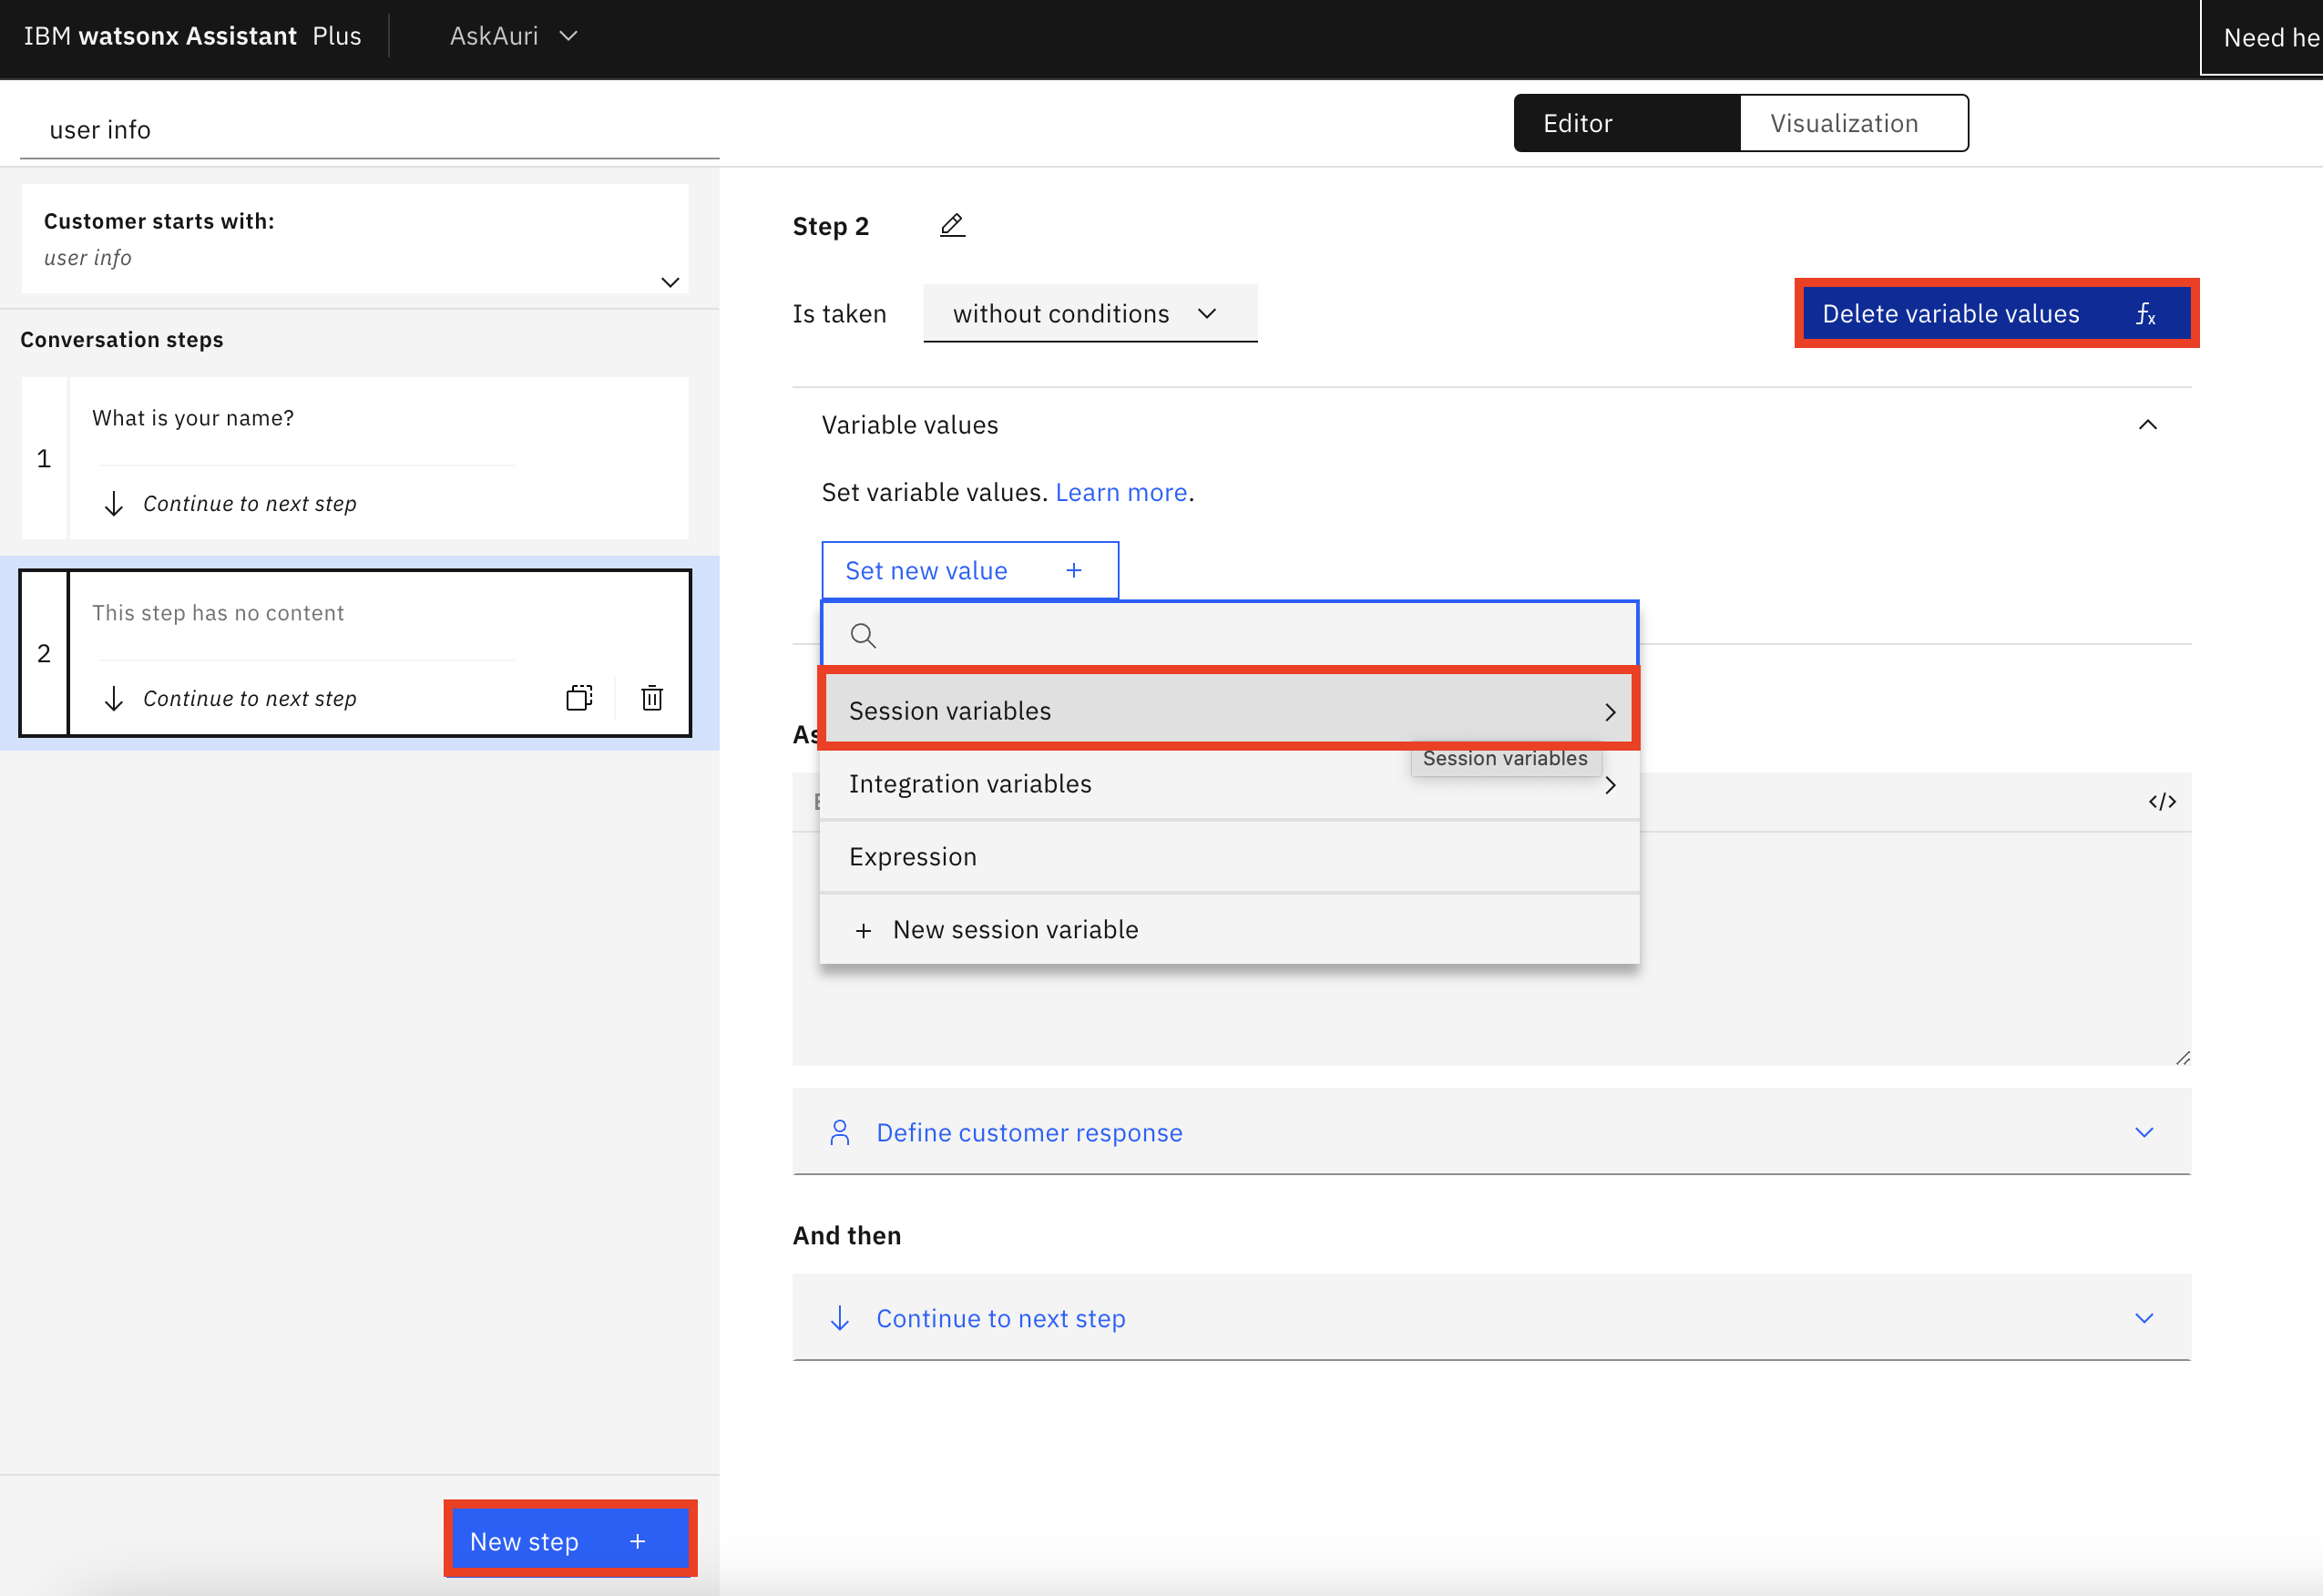 IBM watsonx Assistant Plus
AskAuri
Need he
user info
Editor
Visualization
Customer starts with:
user info
Conversation steps
1
What is your name?
Continue to next step
2
This step has no content
Continue to next step
New step +
Step 2
Is taken
without conditions
Delete variable values fx
Variable values
Set variable values. Learn more.
Set new value +
Session variables
Session variables
As
Integration variables
</>
Expression
+ New session variable
Define customer response
And then
Continue to next step